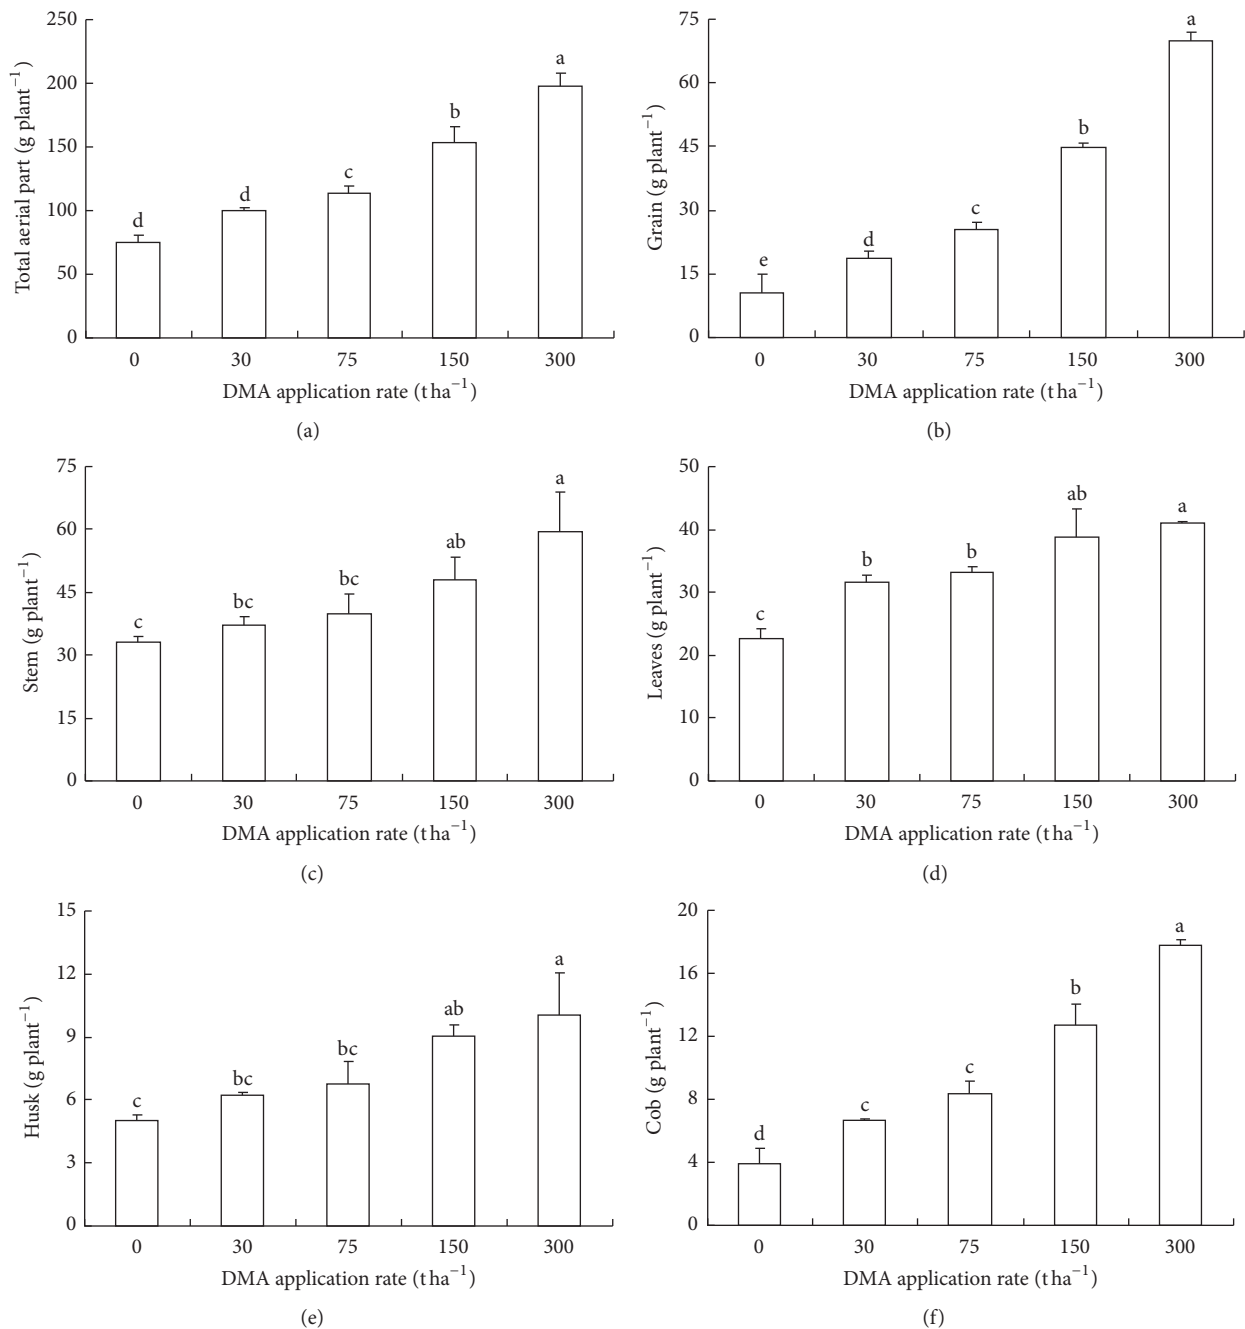 250
200
150
100
50
0
Total aerial part (g plant⁻¹)
d
d
c
b
a
0 30 75 150 300
DMA application rate (t ha⁻¹)
(a)
75
60
45
30
15
0
Grain (g plant⁻¹)
e
d
c
b
a
0 30 75 150 300
DMA application rate (t ha⁻¹)
(b)
75
60
45
30
15
0
Stem (g plant⁻¹)
c
bc
bc
ab
a
0 30 75 150 300
DMA application rate (t ha⁻¹)
(c)
50
40
30
20
10
0
Leaves (g plant⁻¹)
c
b
b
ab
a
0 30 75 150 300
DMA application rate (t ha⁻¹)
(d)
15
12
9
6
3
0
Husk (g plant⁻¹)
c
bc
bc
ab
a
0 30 75 150 300
DMA application rate (t ha⁻¹)
(e)
20
16
12
8
4
0
Cob (g plant⁻¹)
d
c
c
b
a
0 30 75 150 300
DMA application rate (t ha⁻¹)
(f)